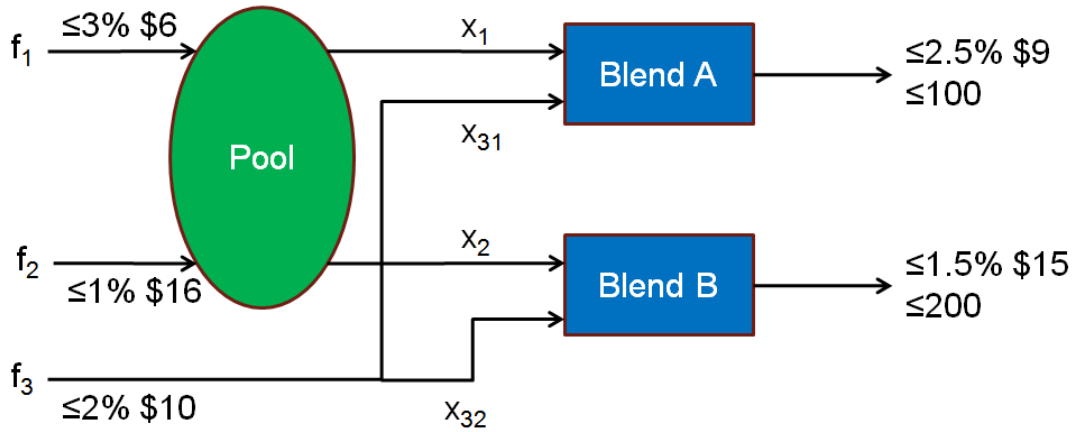 f₁
≤3% $6
x₁
Blend A
≤2.5% $9
≤100
x₃₁
Pool
f₂
≤1% $16
x₂
Blend B
≤1.5% $15
≤200
f₃
≤2% $10
x₃₂